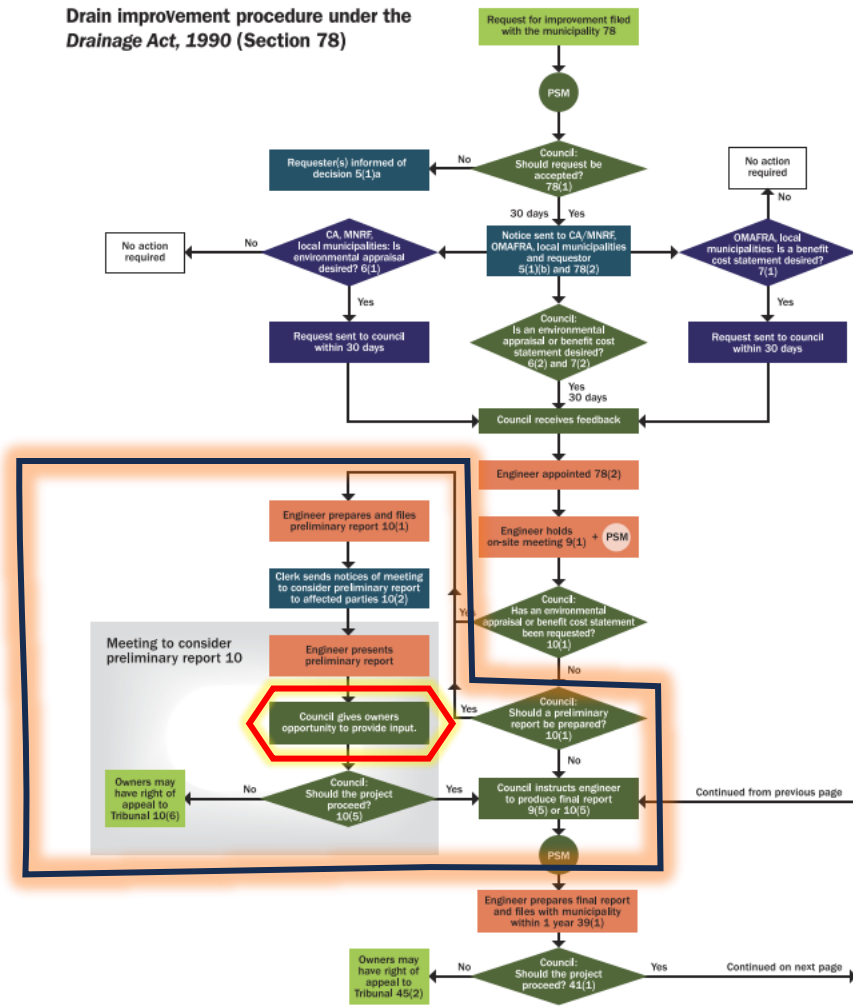 Drain improvement procedure under the
Drainage Act, 1990 (Section 78)
Request for improvement filed
with the municipality 78
PSM
Council:
Should request be
accepted?
78(1)
No
Requester(s) informed of
decision 5(1)a
30 days
Yes
No action
required
No
CA, MNRF,
local municipalities: Is
environmental appraisal
desired? 6(1)
No
No action
required
Notice sent to CA/MNRF,
OMAFRA, local municipalities
and requestor
5(1)(b) and 78(2)
OMAFRA, local
municipalities: Is a benefit
cost statement desired?
7(1)
Yes
Request sent to council
within 30 days
Council:
Is an environmental
appraisal or benefit cost
statement desired?
6(2) and 7(2)
Yes
Request sent to council
within 30 days
Yes
30 days
Council receives feedback
Engineer appointed 78(2)
Engineer prepares and files
preliminary report 10(1)
Engineer holds
on-site meeting 9(1) + PSM
Clerk sends notices of meeting
to consider preliminary report
to affected parties 10(2)
Yes
Council:
Has an environmental
appraisal or benefit cost statement
been requested?
10(1)
No
Meeting to consider
preliminary report 10
Engineer presents
preliminary report
Council gives owners
opportunity to provide input.
Yes
Council:
Should a preliminary
report be prepared?
10(1)
No
Owners may
have right of
appeal to
Tribunal 10(6)
No
Council:
Should the project
proceed?
10(5)
Yes
Council instructs engineer
to produce final report
9(5) or 10(5)
Continued from previous page
PSM
Engineer prepares final report
and files with municipality
within 1 year 39(1)
Owners may
have right of
appeal to
Tribunal 45(2)
No
Council:
Should the project
proceed? 41(1)
Yes
Continued on next page